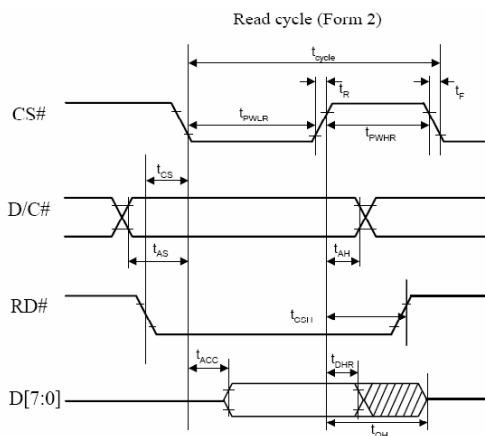 Read cycle (Form 2)
tcycle
tR
tF
CS#
tPWLR
tPWHR
tCS
D/C#
tAS
tAH
RD#
tCSH
tACC
tDHR
D[7:0]
tOH